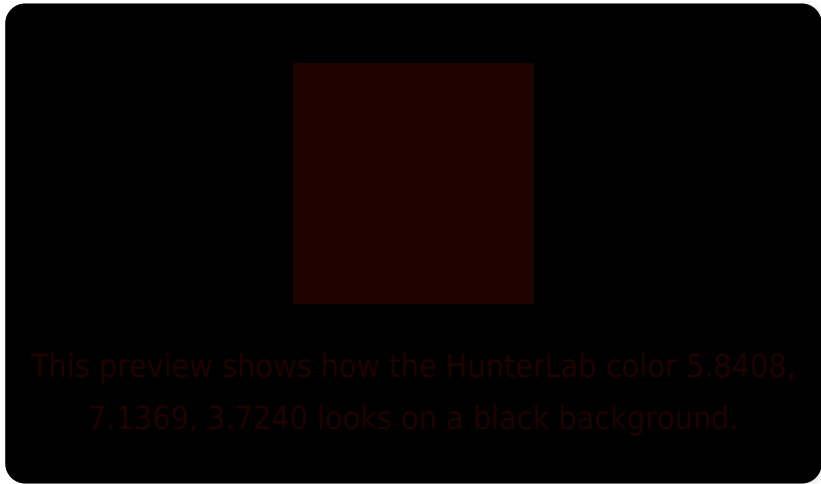 This preview shows how the HunterLab color 5.8408,
7.1369, 3.7240 looks on a black background.